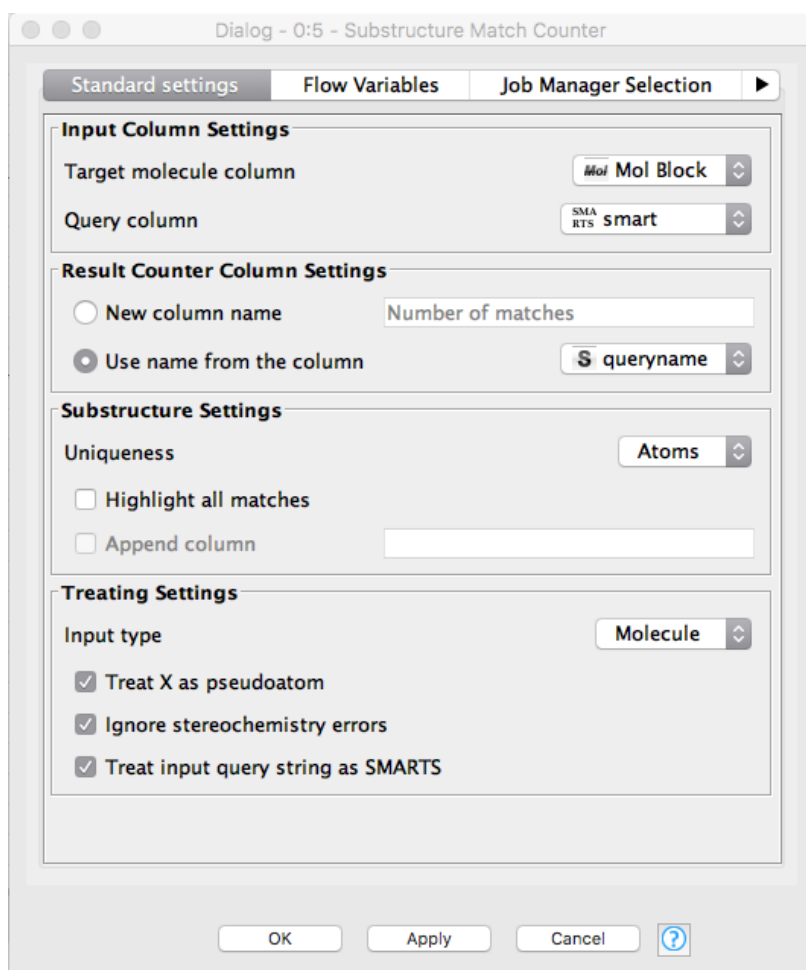 Dialog - 0:5 - Substructure Match Counter
Standard settings Flow Variables Job Manager Selection
Input Column Settings
Target molecule column Mol Mol Block
Query column SMA RTS smart
Result Counter Column Settings
New column name Number of matches
Use name from the column S queryname
Substructure Settings
Uniqueness Atoms
Highlight all matches
Append column
Treating Settings
Input type Molecule
Treat X as pseudoatom
Ignore stereochemistry errors
Treat input query string as SMARTS
OK Apply Cancel ?